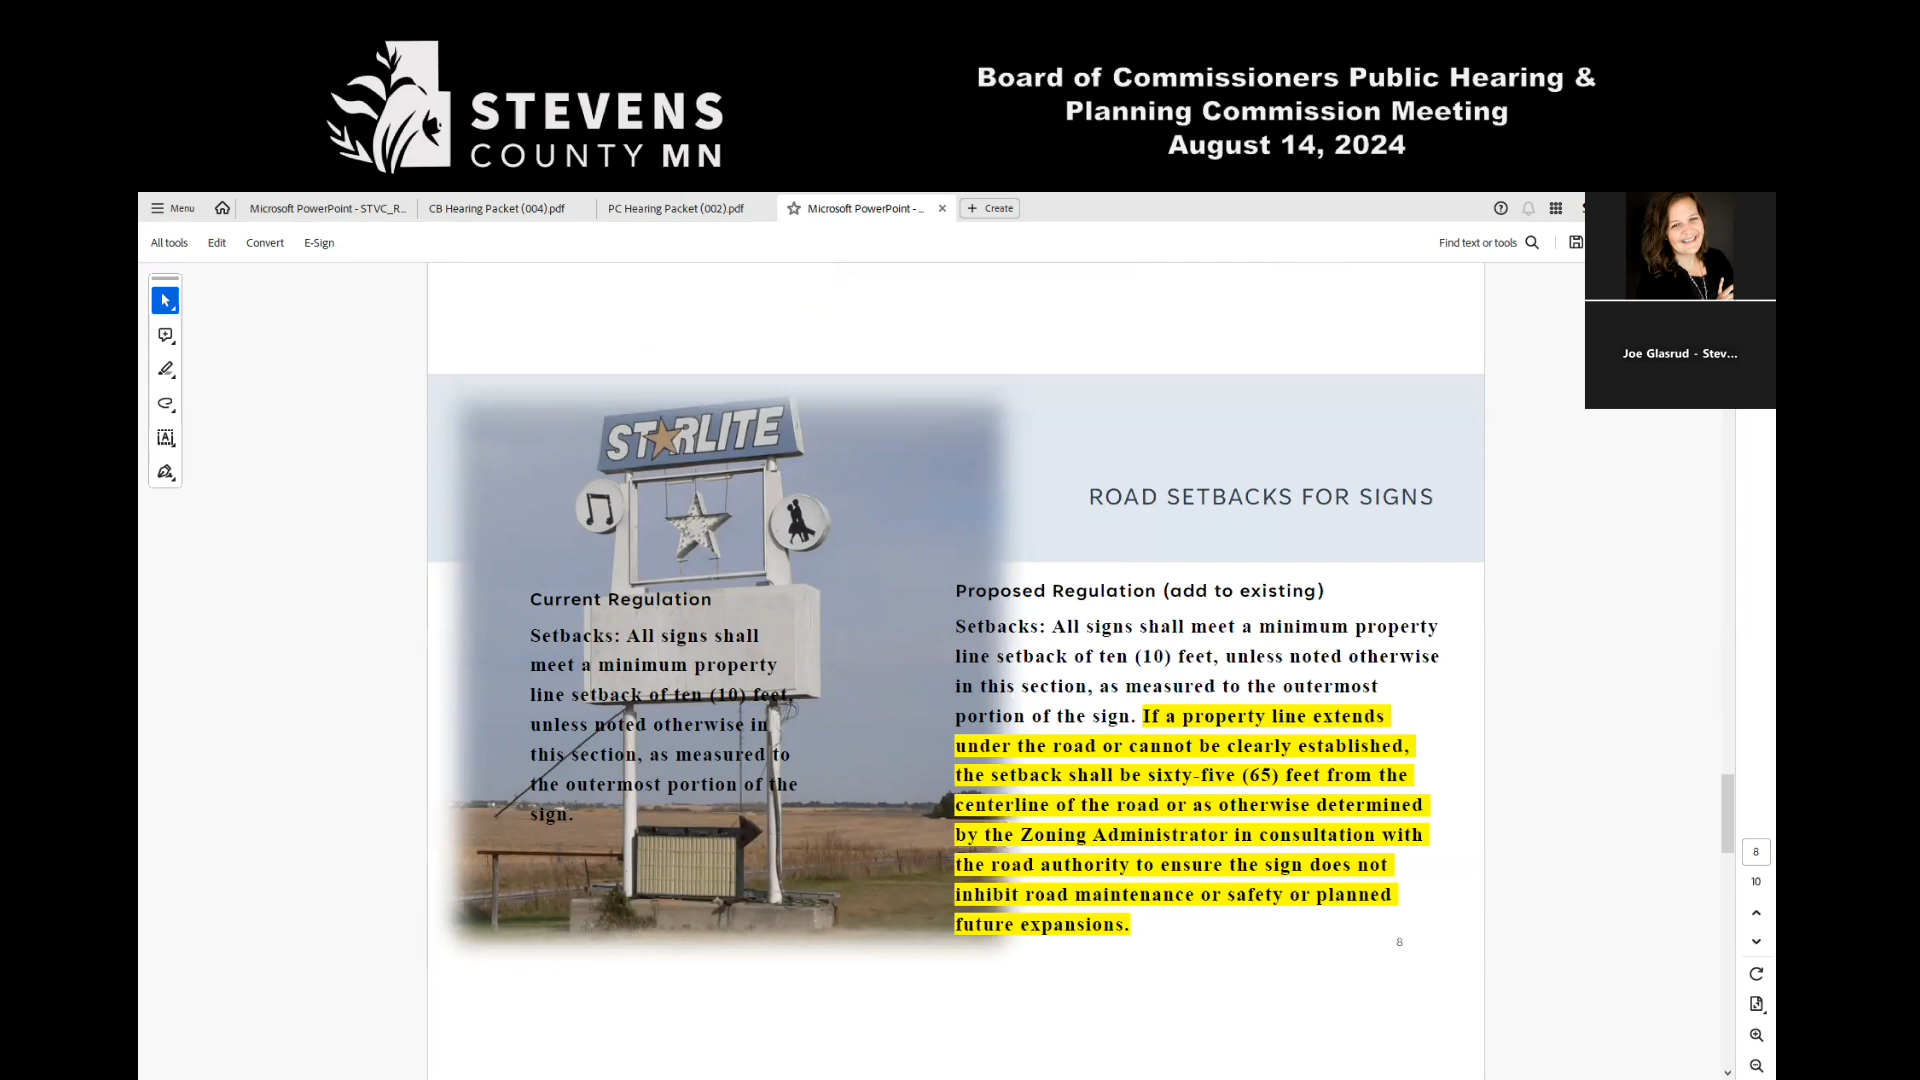 STEVENS
COUNTY MN
Board of Commissioners Public Hearing &
Planning Commission Meeting
August 14, 2024
Menu
Microsoft PowerPoint - STVC_R...
CB Hearing Packet (004).pdf
PC Hearing Packet (002).pdf
Microsoft PowerPoint - ...
Create
All tools
Edit
Convert
E-Sign
Find text or tools
Joe Glasrud - Stev...
STARLITE
ROAD SETBACKS FOR SIGNS
Current Regulation
Setbacks: All signs shall
meet a minimum property
line setback of ten (10) feet,
unless noted otherwise in
this section, as measured to
the outermost portion of the
sign.
Proposed Regulation (add to existing)
Setbacks: All signs shall meet a minimum property
line setback of ten (10) feet, unless noted otherwise
in this section, as measured to the outermost
portion of the sign. If a property line extends
under the road or cannot be clearly established,
the setback shall be sixty-five (65) feet from the
centerline of the road or as otherwise determined
by the Zoning Administrator in consultation with
the road authority to ensure the sign does not
inhibit road maintenance or safety or planned
future expansions.
8
8
10